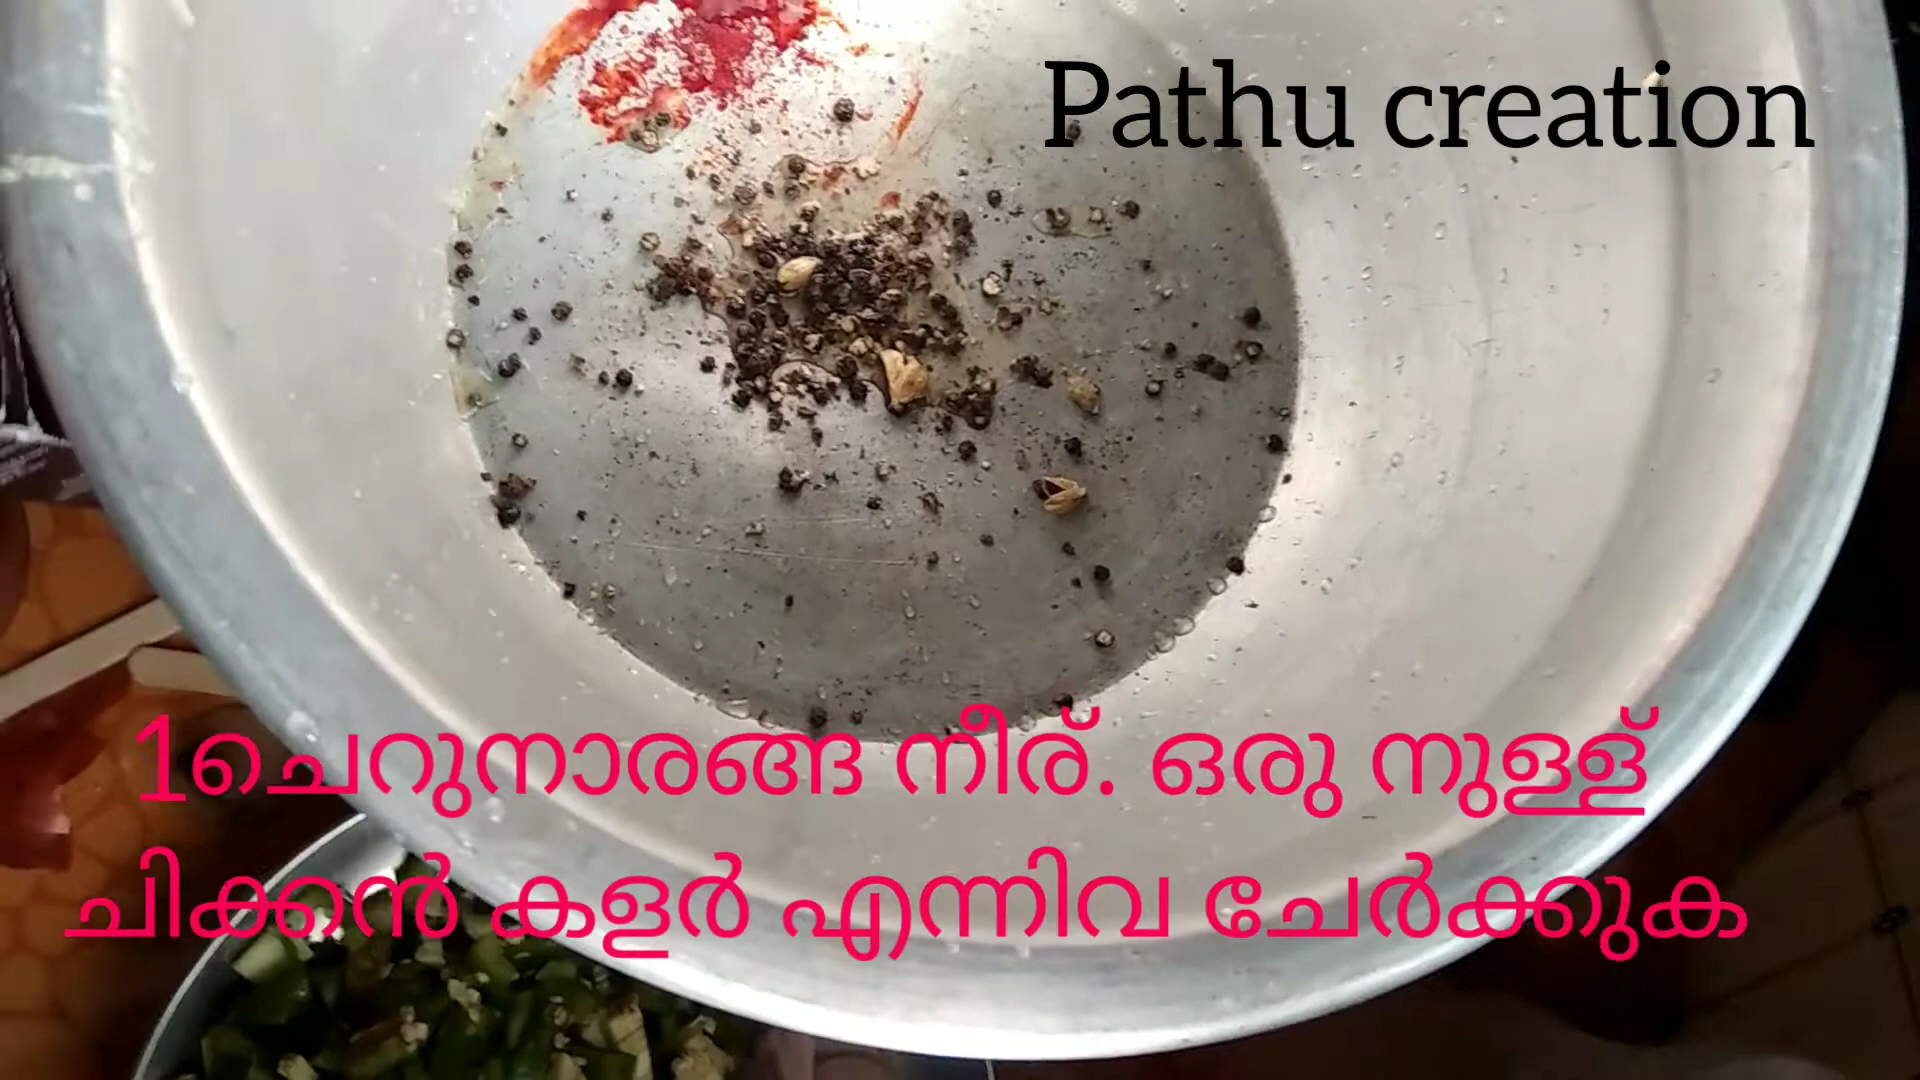 Pathu creation
1ചെറുനാരങ്ങ നീര്. ഒരു നുള്ള്
ചിക്കൻ കളർ എന്നിവ ചേർക്കുക